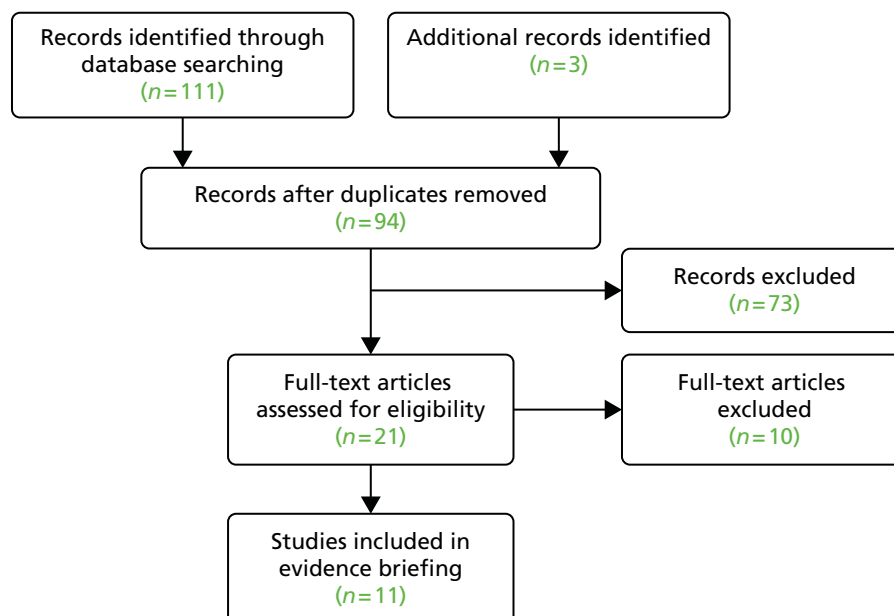 Records identified through
database searching
(n=111)
Additional records identified
(n=3)
Records after duplicates removed
(n=94)
Records excluded
(n=73)
Full-text articles
assessed for eligibility
(n=21)
Full-text articles
excluded
(n=10)
Studies included in
evidence briefing
(n=11)